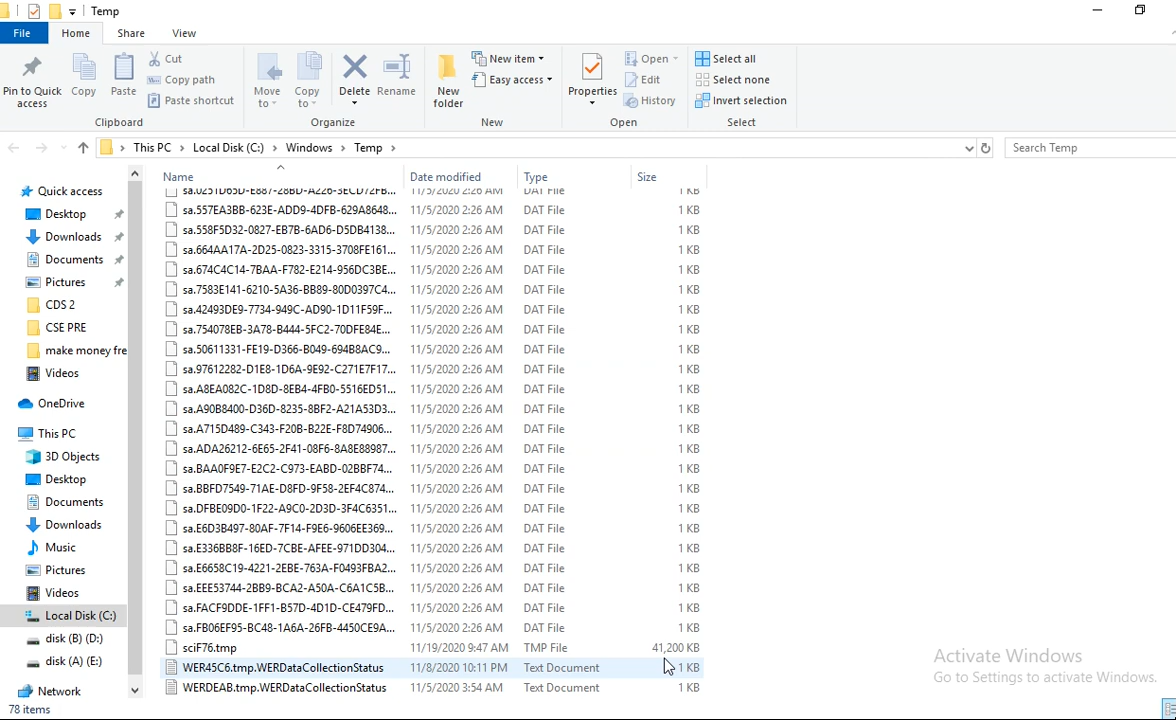 Temp
File Home Share View
Pin to Quick access
Copy
Paste
Cut
Copy path
Paste shortcut
Clipboard
Move to
Copy to
Delete
Rename
Organize
New folder
New item
Easy access
New
Properties
Open
Edit
History
Open
Select all
Select none
Invert selection
Select
This PC > Local Disk (C:) > Windows > Temp >
Search Temp
Quick access
Desktop
Downloads
Documents
Pictures
CDS 2
CSE PRE
make money fre
Videos
OneDrive
This PC
3D Objects
Desktop
Documents
Downloads
Music
Pictures
Videos
Local Disk (C:)
disk (B) (D:)
disk (A) (E:)
Network
Name Date modified Type Size
11/5/2020 2:26 AM DAT File 1 KB
sa.557EA3BB-623E-ADD9-4DFB-629A8648... 11/5/2020 2:26 AM DAT File 1 KB
sa.558F5D32-0827-EB7B-6AD6-D5DB4138... 11/5/2020 2:26 AM DAT File 1 KB
sa.664AA17A-2D25-0823-3315-3708FE161... 11/5/2020 2:26 AM DAT File 1 KB
sa.674C4C14-7BAA-F782-E214-956DC3BE... 11/5/2020 2:26 AM DAT File 1 KB
sa.7583E141-6210-5A36-BB89-80D0397C4... 11/5/2020 2:26 AM DAT File 1 KB
sa.42493DE9-7734-949C-AD90-1D11F59F... 11/5/2020 2:26 AM DAT File 1 KB
sa.754078EB-3A78-B444-5FC2-70DFE84E... 11/5/2020 2:26 AM DAT File 1 KB
sa.50611331-FE19-D366-B049-694B8AC9... 11/5/2020 2:26 AM DAT File 1 KB
sa.97612282-D1E8-1D6A-9E92-C271E7F17... 11/5/2020 2:26 AM DAT File 1 KB
sa.A8EA082C-1D8D-8EB4-4FB0-5516ED51... 11/5/2020 2:26 AM DAT File 1 KB
sa.A90B8400-D36D-8235-8BF2-A21A53D3... 11/5/2020 2:26 AM DAT File 1 KB
sa.A715D489-C343-F20B-B22E-F8D74906... 11/5/2020 2:26 AM DAT File 1 KB
sa.ADA26212-6E65-2F41-08F6-8A8E88987... 11/5/2020 2:26 AM DAT File 1 KB
sa.BAA0F9E7-E2C2-C973-EABD-02BBF74... 11/5/2020 2:26 AM DAT File 1 KB
sa.BBFD7549-71AE-D8FD-9F58-2EF4C874... 11/5/2020 2:26 AM DAT File 1 KB
sa.DFBE09D0-1F22-A9C0-2D3D-3F4C6351... 11/5/2020 2:26 AM DAT File 1 KB
sa.E6D3B497-80AF-7F14-F9E6-9606EE369... 11/5/2020 2:26 AM DAT File 1 KB
sa.E336BB8F-16ED-7CBE-AFEE-971DD304... 11/5/2020 2:26 AM DAT File 1 KB
sa.E6658C19-4221-2EBE-763A-F0493FBA2... 11/5/2020 2:26 AM DAT File 1 KB
sa.EEE53744-2BB9-BCA2-A50A-C6A1C5B... 11/5/2020 2:26 AM DAT File 1 KB
sa.FACF9DDE-1FF1-B57D-4D1D-CE479FD... 11/5/2020 2:26 AM DAT File 1 KB
sa.FB06EF95-BC48-1A6A-26FB-4450CE9A... 11/5/2020 2:26 AM DAT File 1 KB
sciF76.tmp 11/19/2020 9:47 AM TMP File 41,200 KB
WER45C6.tmp.WERDataCollectionStatus 11/8/2020 10:11 PM Text Document 1 KB
WERDEAB.tmp.WERDataCollectionStatus 11/5/2020 3:54 AM Text Document 1 KB
Activate Windows
Go to Settings to activate Windows.
78 items